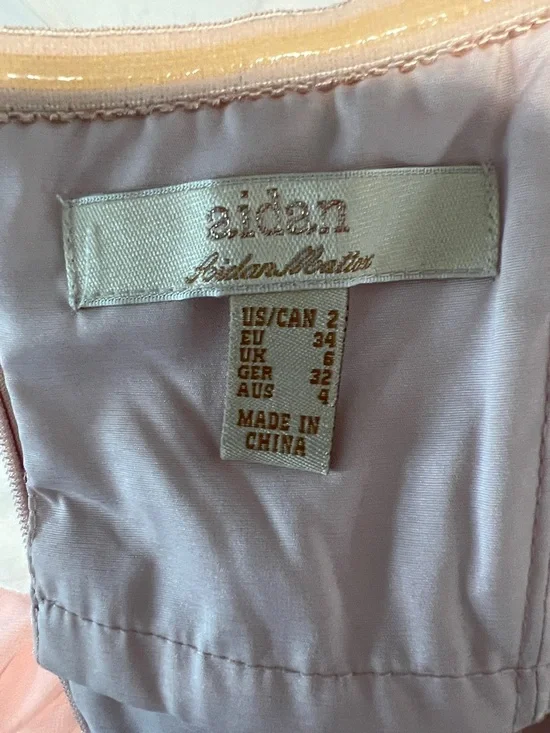 aidan
Aidan Mattox
US/CAN 2
EU 34
UK 6
GER 32
AUS 4
MADE IN
CHINA